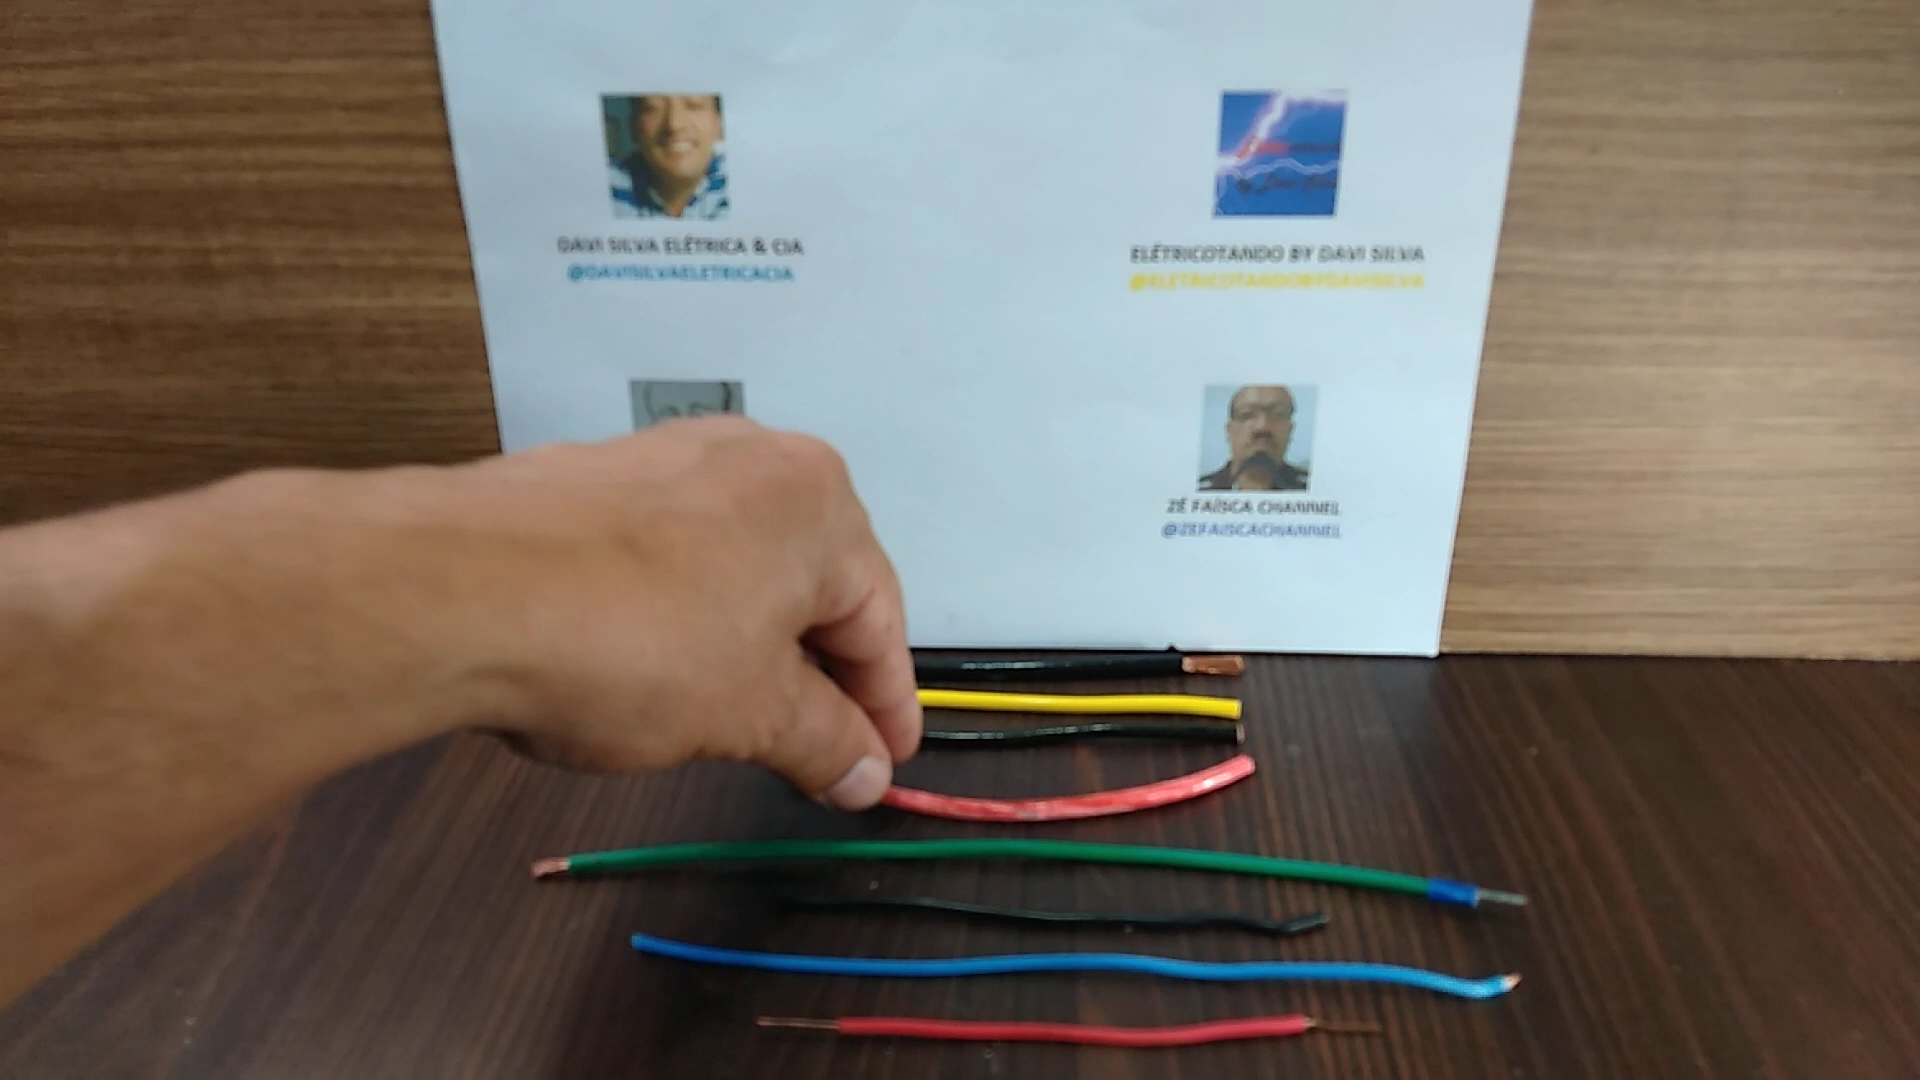 DAVI SILVA ELÉTRICA & CIA
@DAVISILVAELETRICACIA
ELÉTRICOTANDO BY DAVI SILVA
@ELETRICOTANDOBYDAVISILVA
ZÉ FAÍSCA CHANNEL
@ZEFAISCACHANNEL